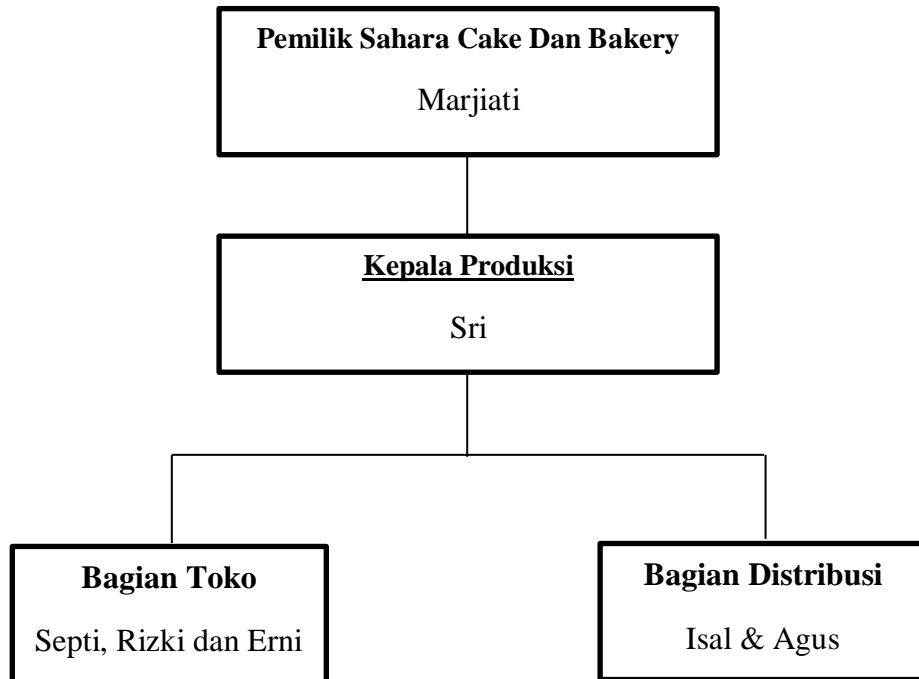 Pemilik Sahara Cake Dan Bakery
Marjiati
Kepala Produksi
Sri
Bagian Toko
Septi, Rizki dan Erni
Bagian Distribusi
Isal & Agus